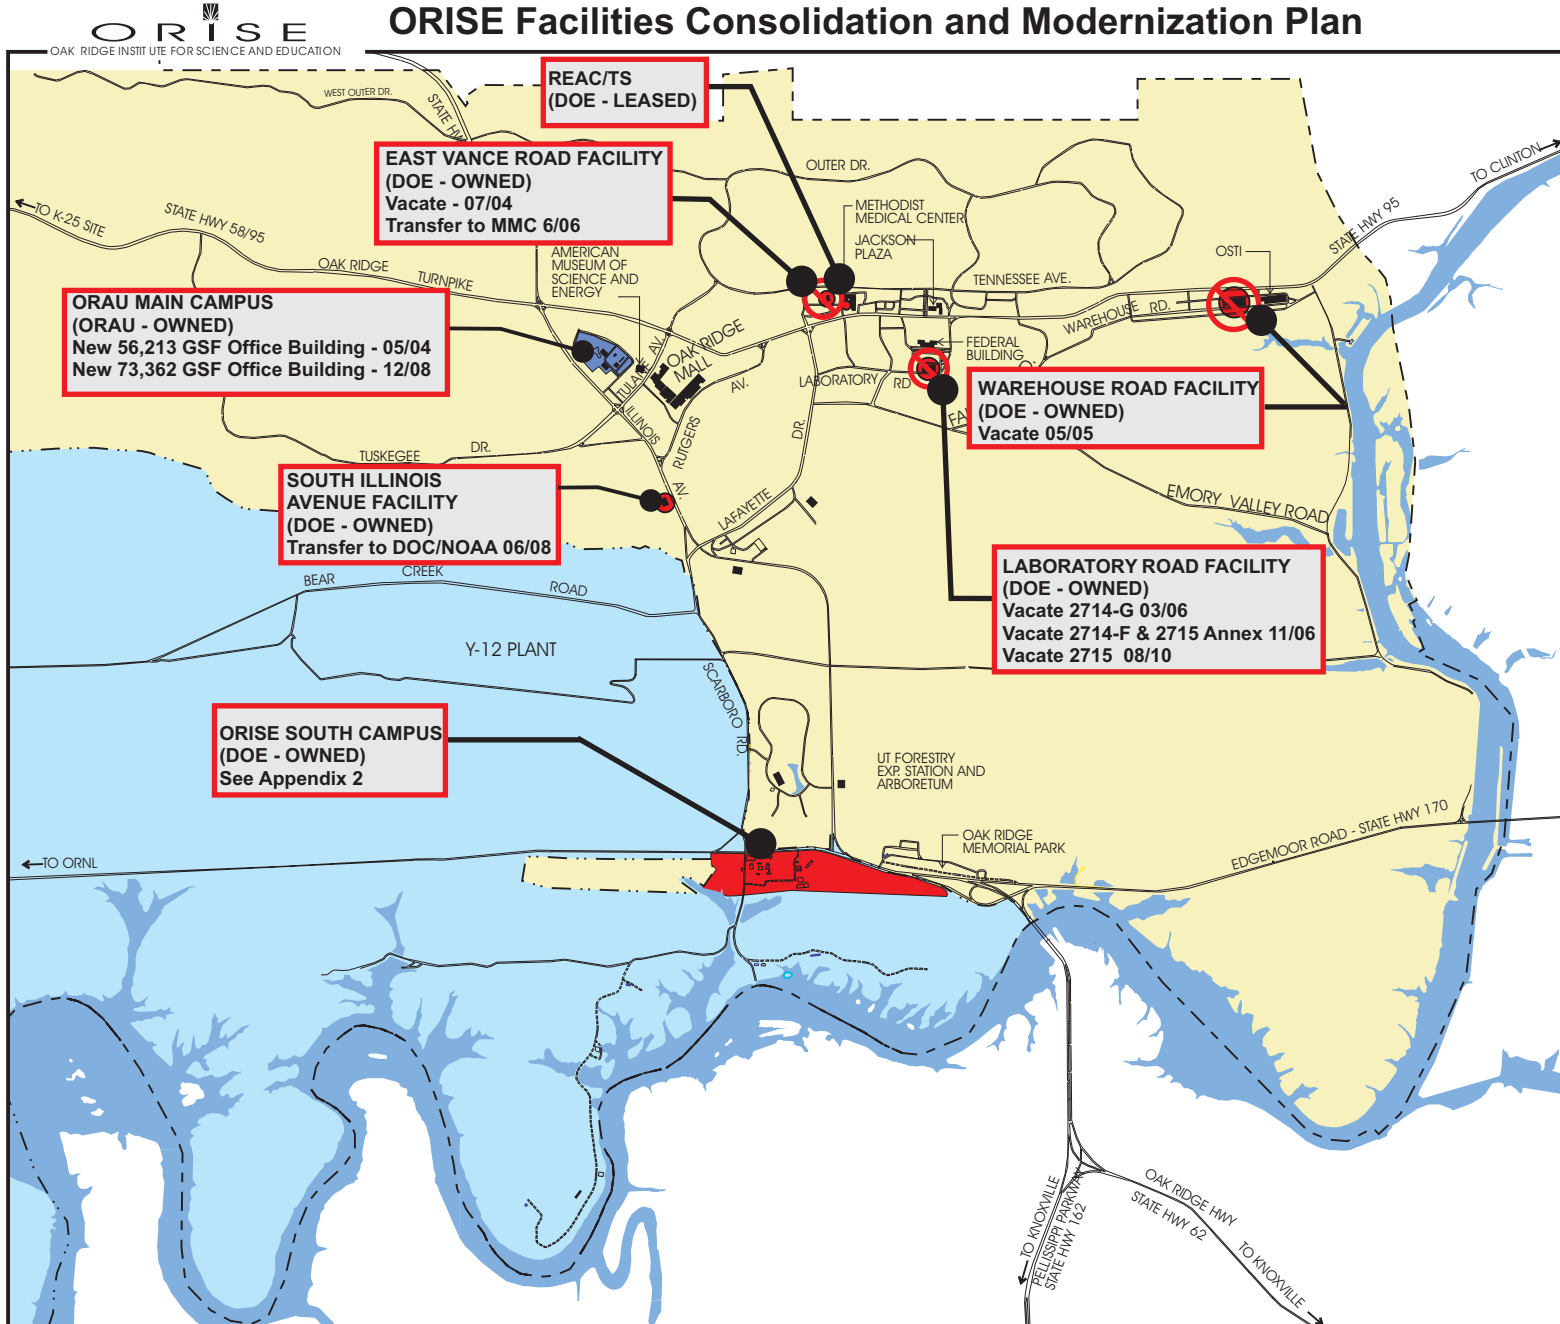 ORISE
OAK RIDGE INSTITUTE FOR SCIENCE AND EDUCATION
ORISE Facilities Consolidation and Modernization Plan
REAC/TS
(DOE - LEASED)
WEST OUTER DR.
STATE HW
EAST VANCE ROAD FACILITY
(DOE - OWNED)
Vacate - 07/04
Transfer to MMC 6/06
OUTER DR.
TO CLINTON
TO K-25 SITE
STATE HWY 58/95
METHODIST
MEDICAL CENTER
JACKSON
PLAZA
STATE HWY 95
OSTI
AMERICAN
MUSEUM OF
SCIENCE AND
ENERGY
OAK RIDGE
TURNPIKE
TENNESSEE AVE.
WAREHOUSE RD.
ORAU MAIN CAMPUS
(ORAU - OWNED)
New 56,213 GSF Office Building - 05/04
New 73,362 GSF Office Building - 12/08
TULANE AV.
OAK RIDGE
MALL
FEDERAL
BUILDING
LABORATORY RD
AV.
WAREHOUSE ROAD FACILITY
(DOE - OWNED)
Vacate 05/05
FA
O.
ILLINOIS
AV.
RUTGERS
DR.
TUSKEGEE
DR.
SOUTH ILLINOIS
AVENUE FACILITY
(DOE - OWNED)
Transfer to DOC/NOAA 06/08
LAFAYETTE
EMORY VALLEY ROAD
BEAR
CREEK
ROAD
LABORATORY ROAD FACILITY
(DOE - OWNED)
Vacate 2714-G 03/06
Vacate 2714-F & 2715 Annex 11/06
Vacate 2715 08/10
Y-12 PLANT
SCARBORO RD.
ORISE SOUTH CAMPUS
(DOE - OWNED)
See Appendix 2
UT FORESTRY
EXP. STATION AND
ARBORETUM
OAK RIDGE
MEMORIAL PARK
EDGEMOOR ROAD - STATE HWY 170
TO ORNL
TO KNOXVILLE
PELLISSIPPI PARKWAY
STATE HWY 162
OAK RIDGE HWY
STATE HWY 62
TO KNOXVILLE